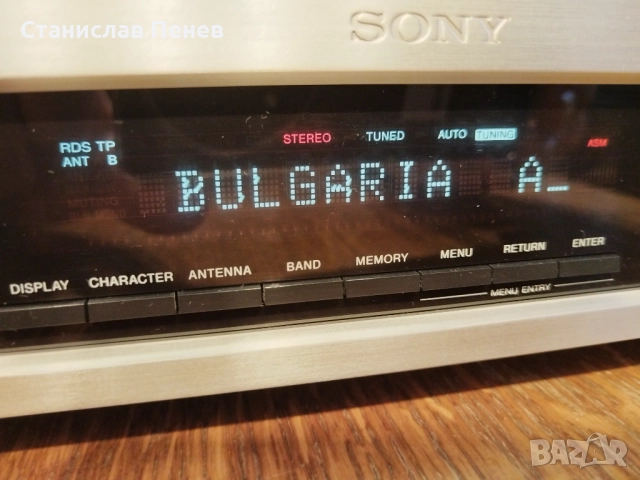 Станислав Пенев
SONY
STEREO TUNED AUTO TUNING
RDS TP
ANT B
ASM
BULGARIA A_
DISPLAY CHARACTER ANTENNA BAND MEMORY MENU RETURN ENTER
MENU ENTRY
BAZAR